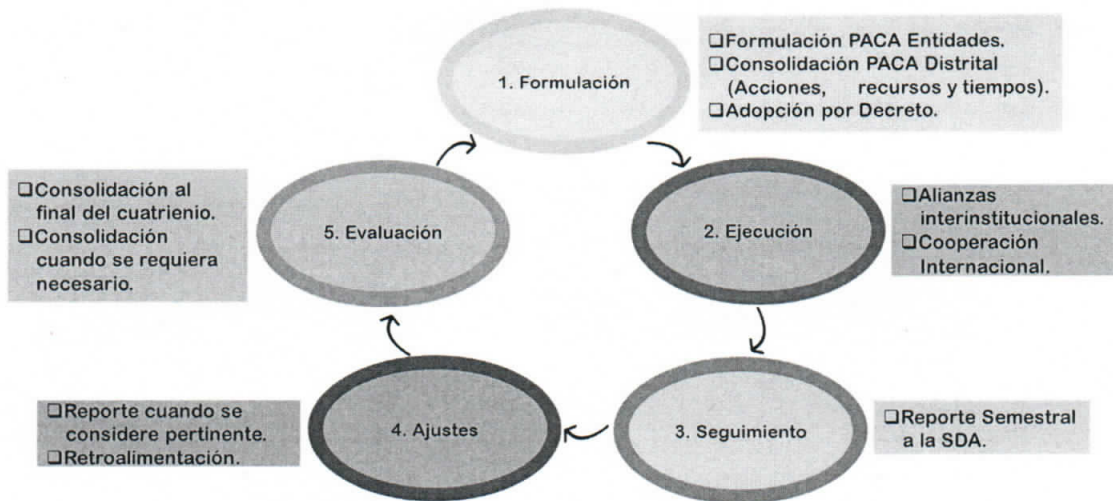 1. Formulación
❑Formulación PACA Entidades.
❑Consolidación PACA Distrital
(Acciones, recursos y tiempos).
❑Adopción por Decreto.
2. Ejecución
❑Alianzas
interinstitucionales.
❑Cooperación
Internacional.
3. Seguimiento
❑Reporte Semestral
a la SDA.
4. Ajustes
❑Reporte cuando se
considere pertinente.
❑Retroalimentación.
5. Evaluación
❑Consolidación al
final del cuatrienio.
❑Consolidación
cuando se requiera
necesario.